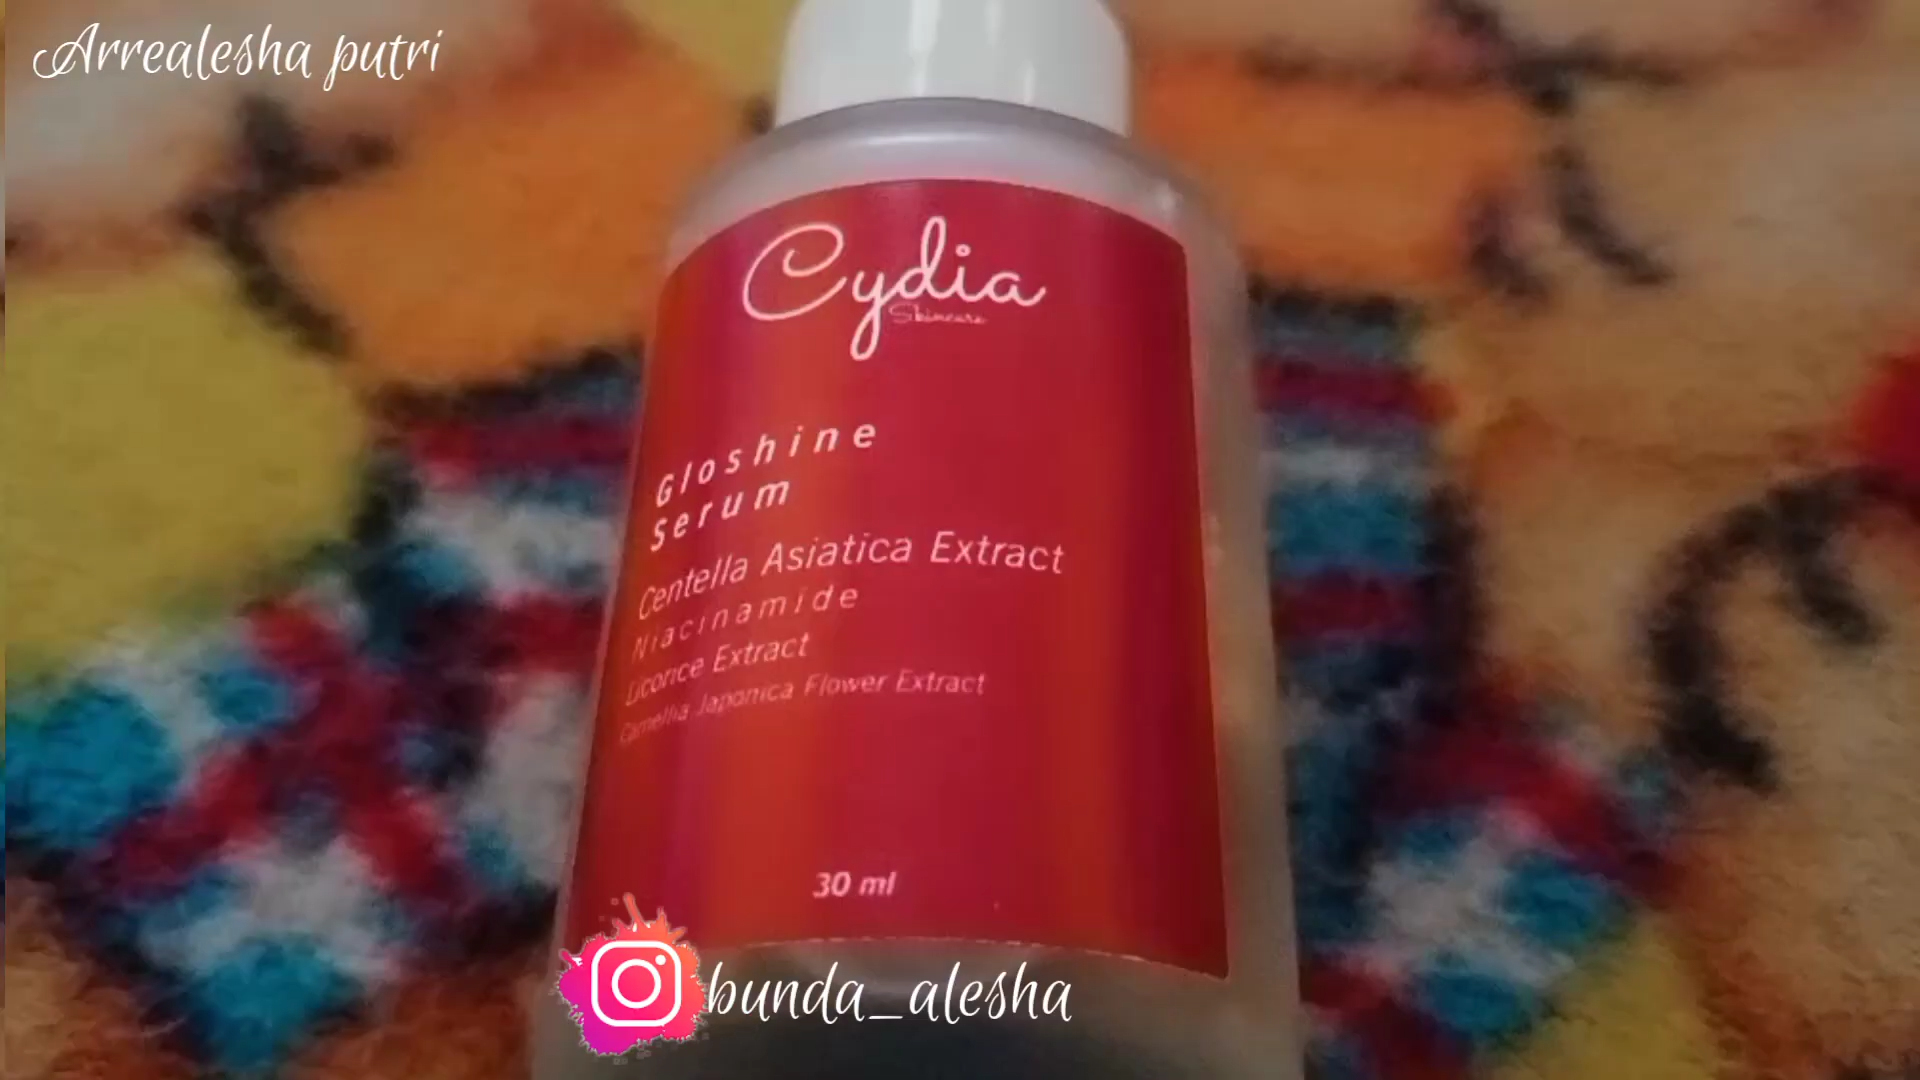 Arrealesha putri
Cydia
Skincare
Gloshine
Serum
Centella Asiatica Extract
Niacinamide
Licorice Extract
Camellia Japonica Flower Extract
30 ml
bunda_alesha